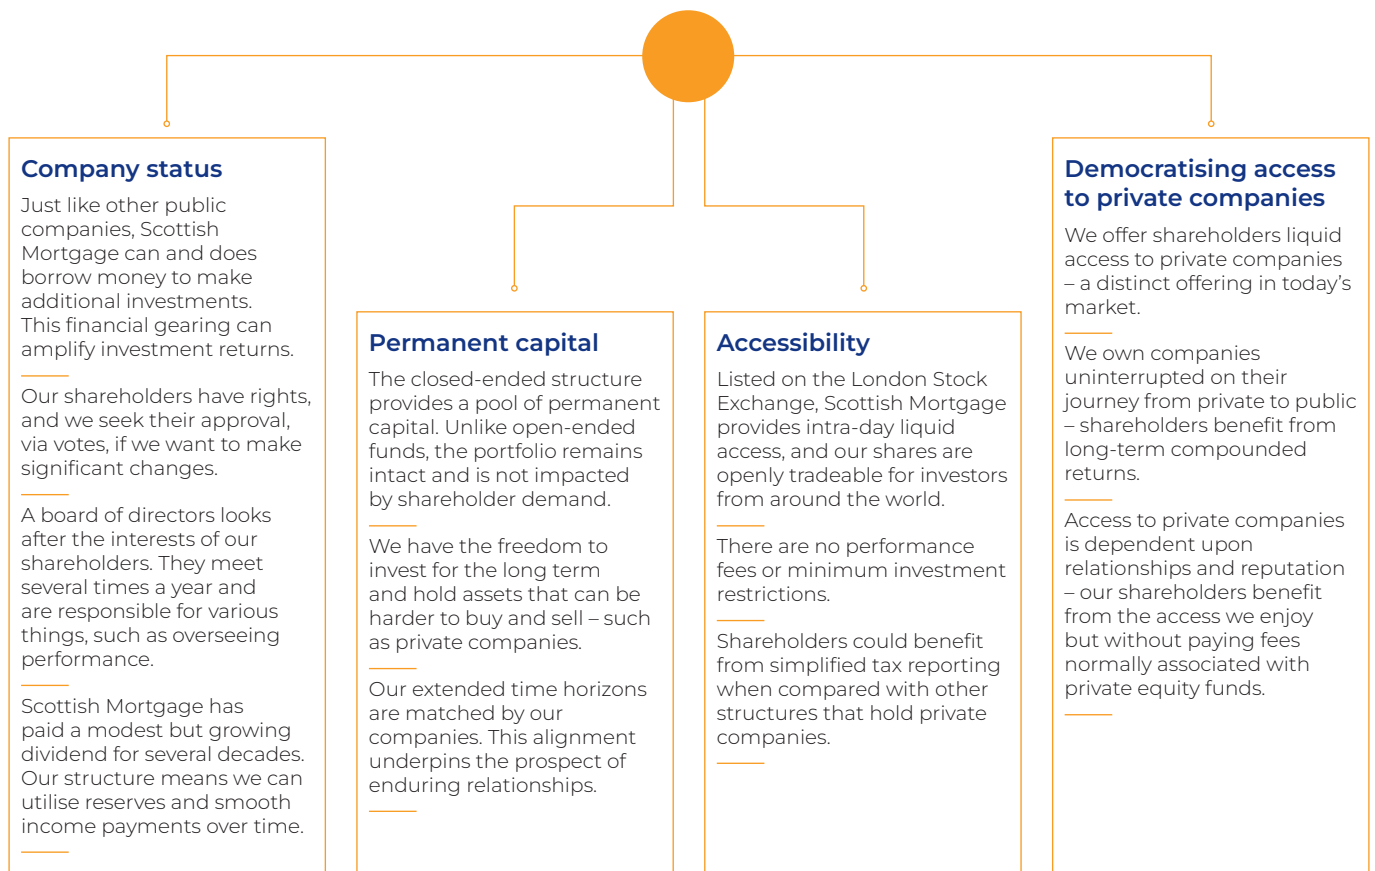 Company status
Just like other public
companies, Scottish
Mortgage can and does
borrow money to make
additional investments.
This financial gearing can
amplify investment returns.
Our shareholders have rights,
and we seek their approval,
via votes, if we want to make
significant changes.
A board of directors looks
after the interests of our
shareholders. They meet
several times a year and
are responsible for various
things, such as overseeing
performance.
Scottish Mortgage has
paid a modest but growing
dividend for several decades.
Our structure means we can
utilise reserves and smooth
income payments over time.
Permanent capital
The closed-ended structure
provides a pool of permanent
capital. Unlike open-ended
funds, the portfolio remains
intact and is not impacted
by shareholder demand.
We have the freedom to
invest for the long term
and hold assets that can be
harder to buy and sell – such
as private companies.
Our extended time horizons
are matched by our
companies. This alignment
underpins the prospect of
enduring relationships.
Accessibility
Listed on the London Stock
Exchange, Scottish Mortgage
provides intra-day liquid
access, and our shares are
openly tradeable for investors
from around the world.
There are no performance
fees or minimum investment
restrictions.
Shareholders could benefit
from simplified tax reporting
when compared with other
structures that hold private
companies.
Democratising access
to private companies
We offer shareholders liquid
access to private companies
– a distinct offering in today’s
market.
We own companies
uninterrupted on their
journey from private to public
– shareholders benefit from
long-term compounded
returns.
Access to private companies
is dependent upon
relationships and reputation
– our shareholders benefit
from the access we enjoy
but without paying fees
normally associated with
private equity funds.